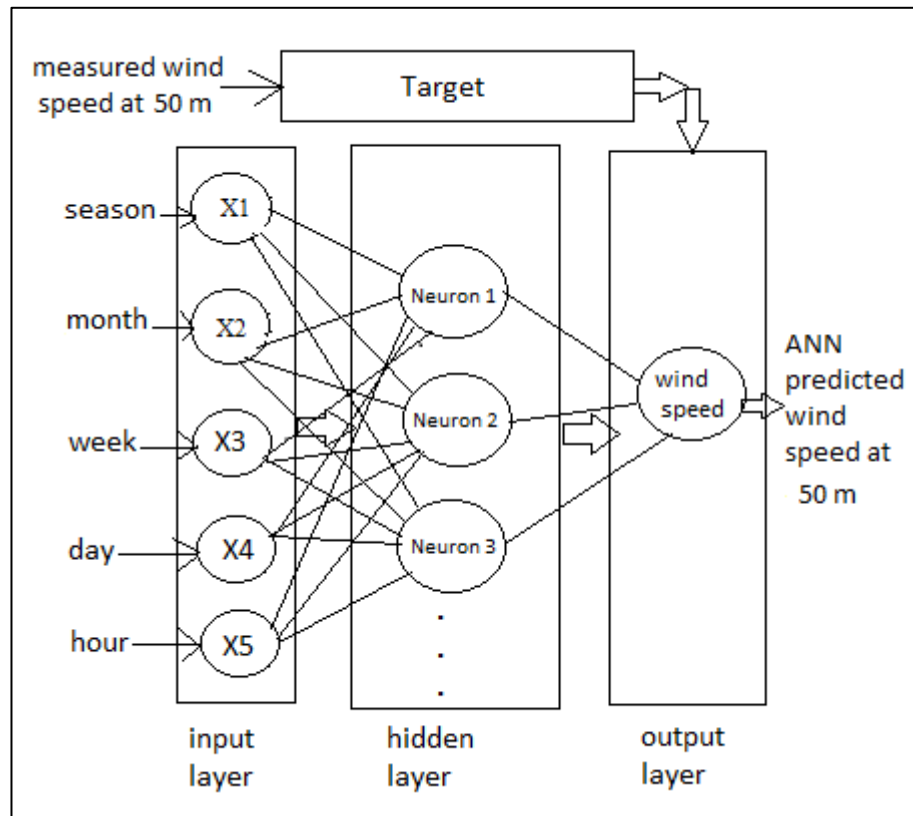 measured wind
speed at 50 m
Target
season
X1
month
X2
week
X3
day
X4
hour
X5
Neuron 1
Neuron 2
Neuron 3
.
.
.
wind
speed
ANN
predicted
wind
speed at
50 m
input
layer
hidden
layer
output
layer